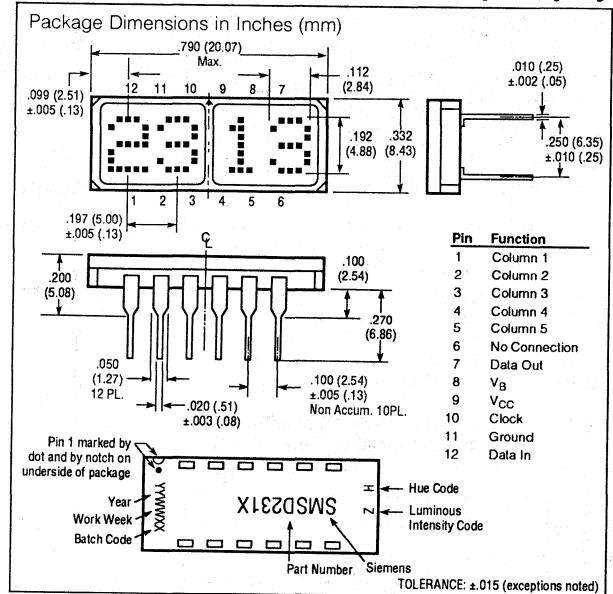 Package Dimensions in Inches (mm)
.790 (20.07)
Max.
.099 (2.51)
±.005 (.13)
12 11 10 9 8 7
.112
(2.84)
.010 (.25)
±.002 (.05)
2313
.192
(4.88)
.332
(8.43)
.250 (6.35)
±.010 (.25)
1 2 3 4 5 6
.197 (5.00)
±.005 (.13)
CL
.200
(5.08)
.100
(2.54)
.270
(6.86)
.050
(1.27)
12 PL.
.020 (.51)
±.003 (.08)
.100 (2.54)
±.005 (.13)
Non Accum. 10PL.
Pin Function
1 Column 1
2 Column 2
3 Column 3
4 Column 4
5 Column 5
6 No Connection
7 Data Out
8 VB
9 VCC
10 Clock
11 Ground
12 Data In
Pin 1 marked by
dot and by notch on
underside of package
Year
Work Week
Batch Code
YYWWXX
SMSD231X
H
Z
Hue Code
Luminous
Intensity Code
Part Number
Siemens
TOLERANCE: ±.015 (exceptions noted)